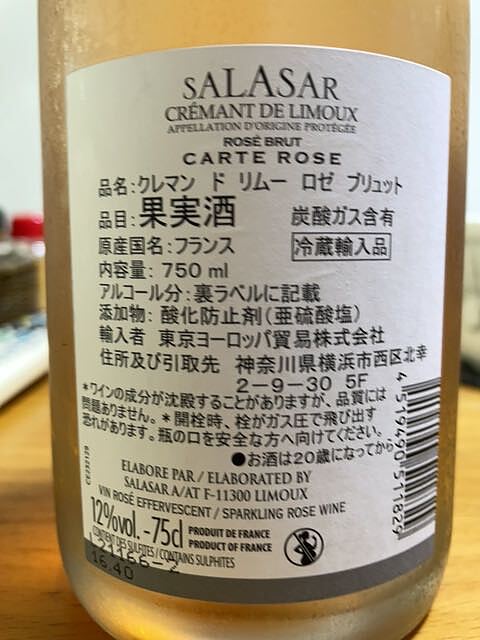 SALASAR
CRÉMANT DE LIMOUX
APPELLATION D'ORIGINE PROTÉGÉE
ROSÉ BRUT
CARTE ROSE
品名:クレマン ド リムー ロゼ ブリュット
品目:果実酒 炭酸ガス含有
原産国名:フランス 冷蔵輸入品
内容量: 750 ml
アルコール分:裏ラベルに記載
添加物: 酸化防止剤(亜硫酸塩)
輸入者 東京ヨーロッパ貿易株式会社
住所及び引取先 神奈川県横浜市西区北幸
2-9-30 5F
*ワインの成分が沈殿することがありますが、品質には
問題ありません。*開栓時、栓がガス圧で飛び出す
恐れがあります。瓶の口を安全な方へ向けてください。
●お酒は20歳になってから
4519490511829
CE232129
ELABORE PAR / ELABORATED BY
SALASAR A/AT F-11300 LIMOUX
VIN ROSÉ EFFERVESCENT / SPARKLING ROSE WINE
12%vol. - 75cl
PRODUIT DE FRANCE
PRODUCT OF FRANCE
CONTIENT DES SULFITES / CONTAINS SULPHITES
16:40